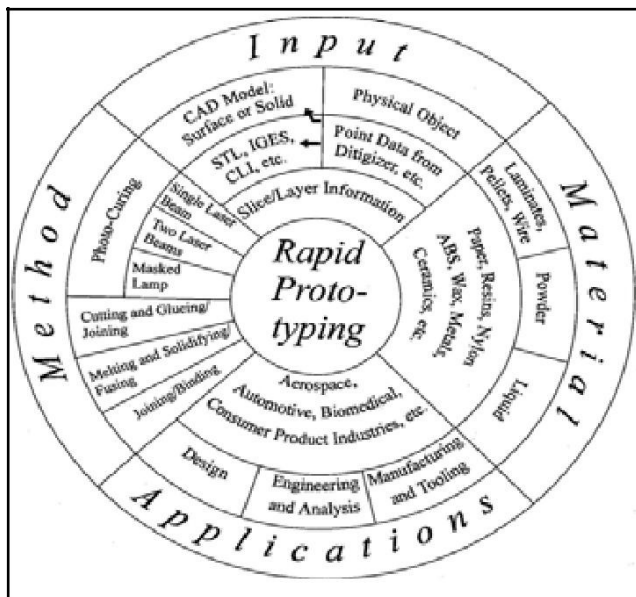 Input
CAD Model:
Surface or Solid
Physical Object
STL, IGES,
CLI, etc.
Point Data from
Ditigizer, etc.
Slice/Layer Information
Material
Laminates,
Pellets, Wire
Powder
Liquid
Paper, Resins, Nylon
ABS, Wax, Metals,
Ceramics, etc.
Method
Photo-Curing
Single Laser
Beam
Two Laser
Beams
Masked
Lamp
Cutting and Glueing/
Joining
Melting and Solidifying/
Fusing
Joining/Binding
Rapid
Proto-
typing
Aerospace,
Automotive, Biomedical,
Consumer Product Industries, etc.
Design
Engineering
and Analysis
Manufacturing
and Tooling
Applications